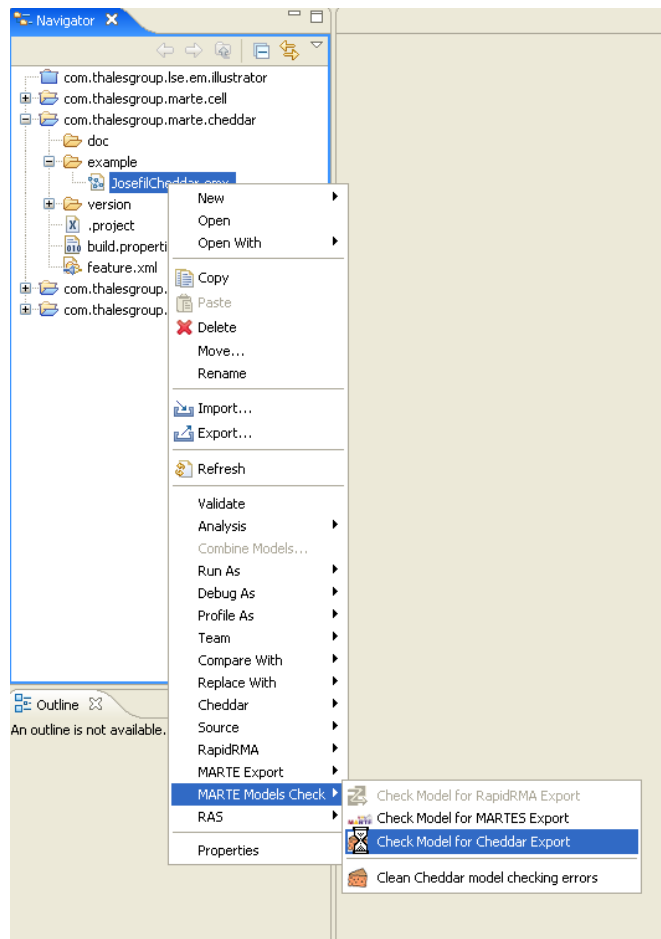 Navigator
com.thalesgroup.lse.em.illustrator
com.thalesgroup.marte.cell
com.thalesgroup.marte.cheddar
doc
example
JosefilCheddar.emx
version
.project
build.properti
feature.xml
com.thalesgroup.
com.thalesgroup.
New
Open
Open With
Copy
Paste
Delete
Move...
Rename
Import...
Export...
Refresh
Validate
Analysis
Combine Models...
Run As
Debug As
Profile As
Team
Compare With
Replace With
Cheddar
Source
RapidRMA
MARTE Export
MARTE Models Check
RAS
Properties
Check Model for RapidRMA Export
Check Model for MARTES Export
Check Model for Cheddar Export
Clean Cheddar model checking errors
Outline
An outline is not available.